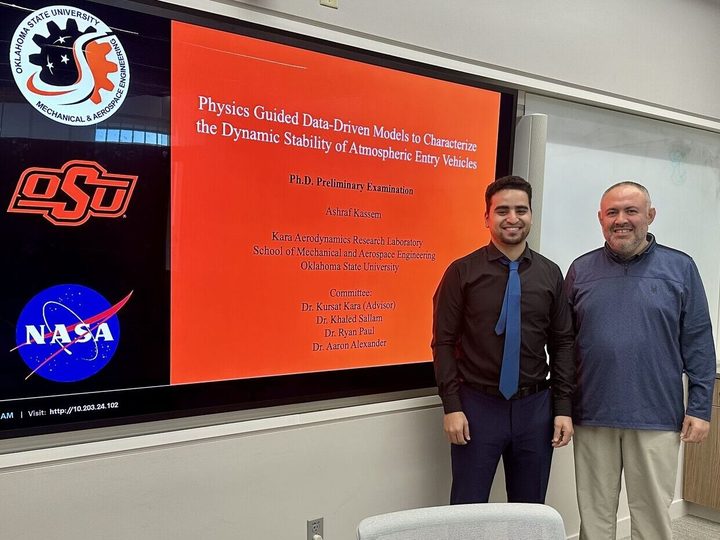 OKLAHOMA STATE UNIVERSITY
MECHANICAL & AEROSPACE ENGINEERING
Physics Guided Data-Driven Models to Characterize
the Dynamic Stability of Atmospheric Entry Vehicles
Ph.D. Preliminary Examination
OSU
Ashraf Kassem
Kara Aerodynamics Research Laboratory
School of Mechanical and Aerospace Engineering
Oklahoma State University
NASA
Committee:
Dr. Kursat Kara (Advisor)
Dr. Khaled Sallam
Dr. Ryan Paul
Dr. Aaron Alexander
AM | Visit: http://10.203.24.102